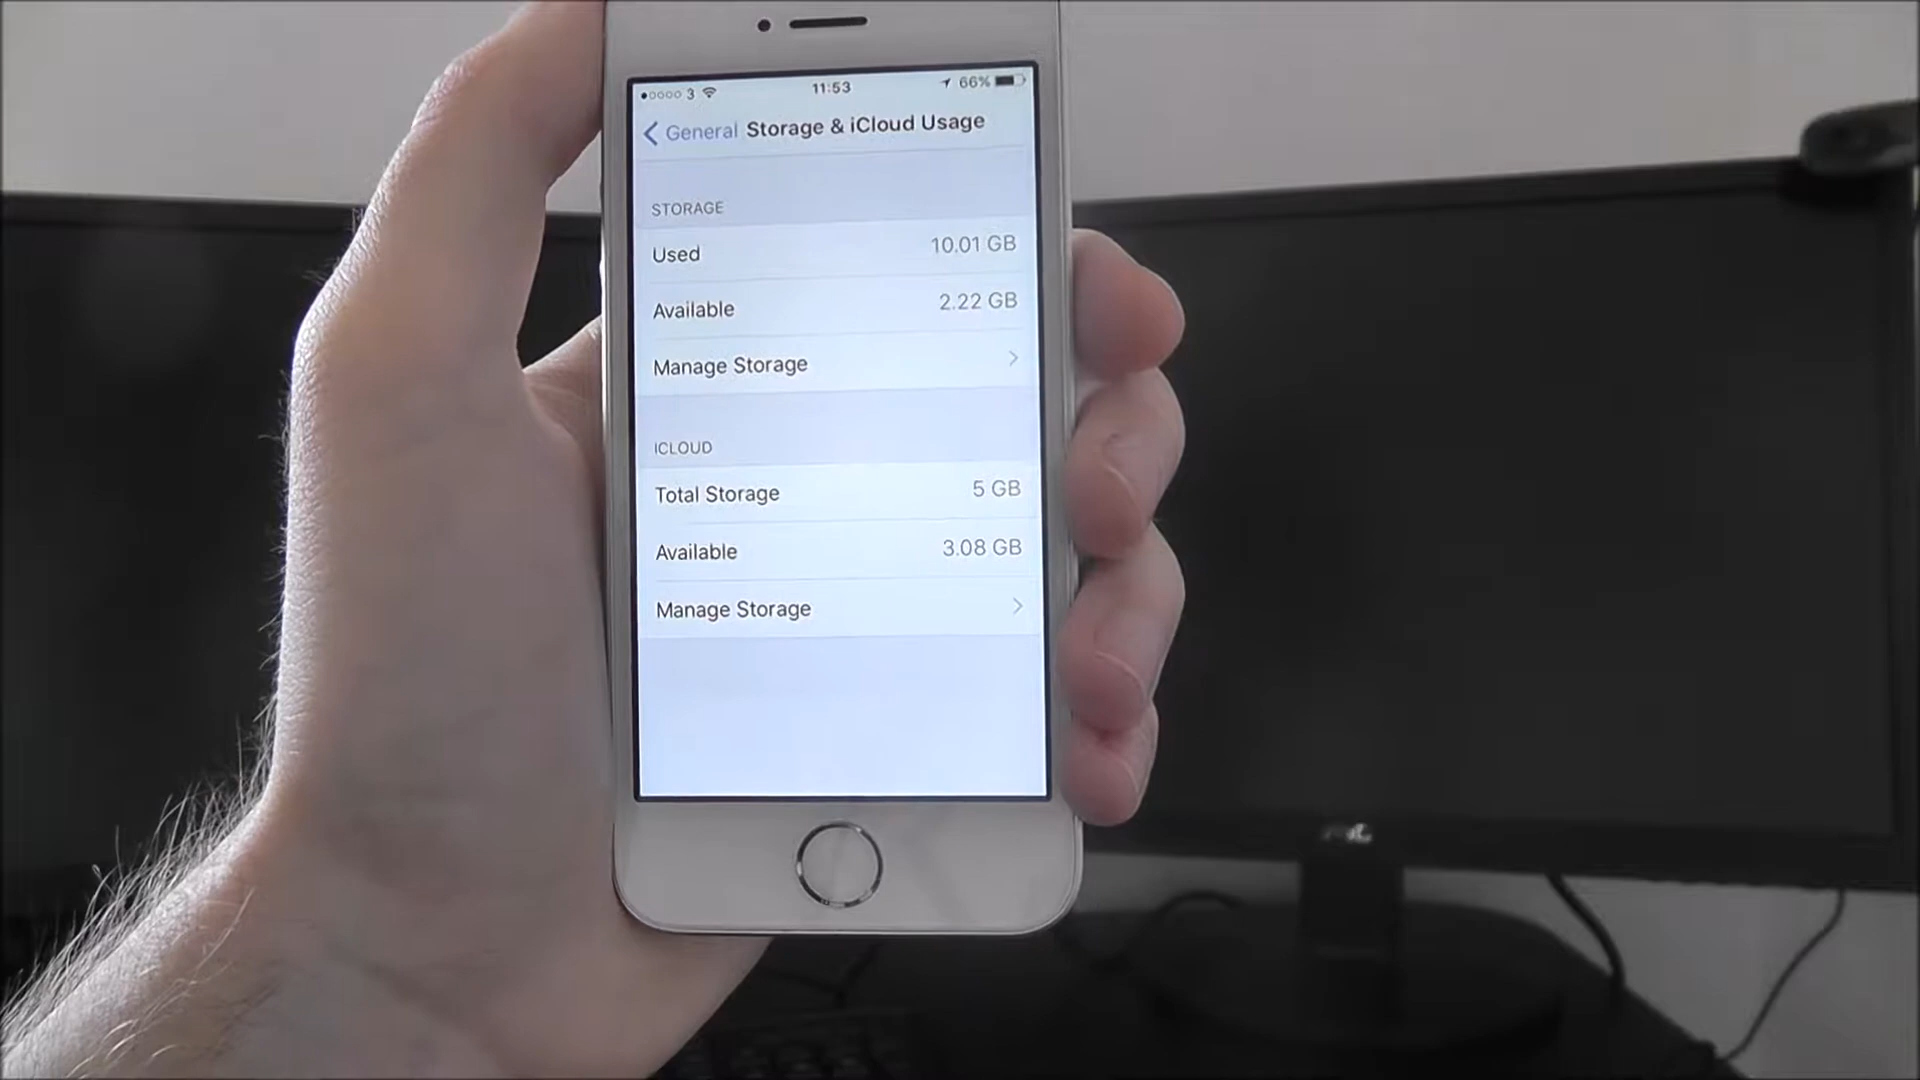 3 11:53 66%
General Storage & iCloud Usage
STORAGE
Used 10.01 GB
Available 2.22 GB
Manage Storage
ICLOUD
Total Storage 5 GB
Available 3.08 GB
Manage Storage